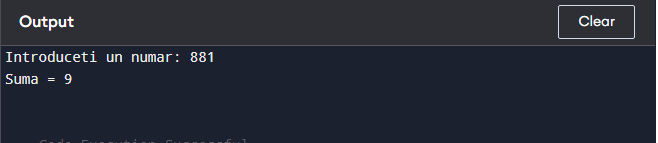 Output
Clear
Introduceti un numar: 881
Suma = 9